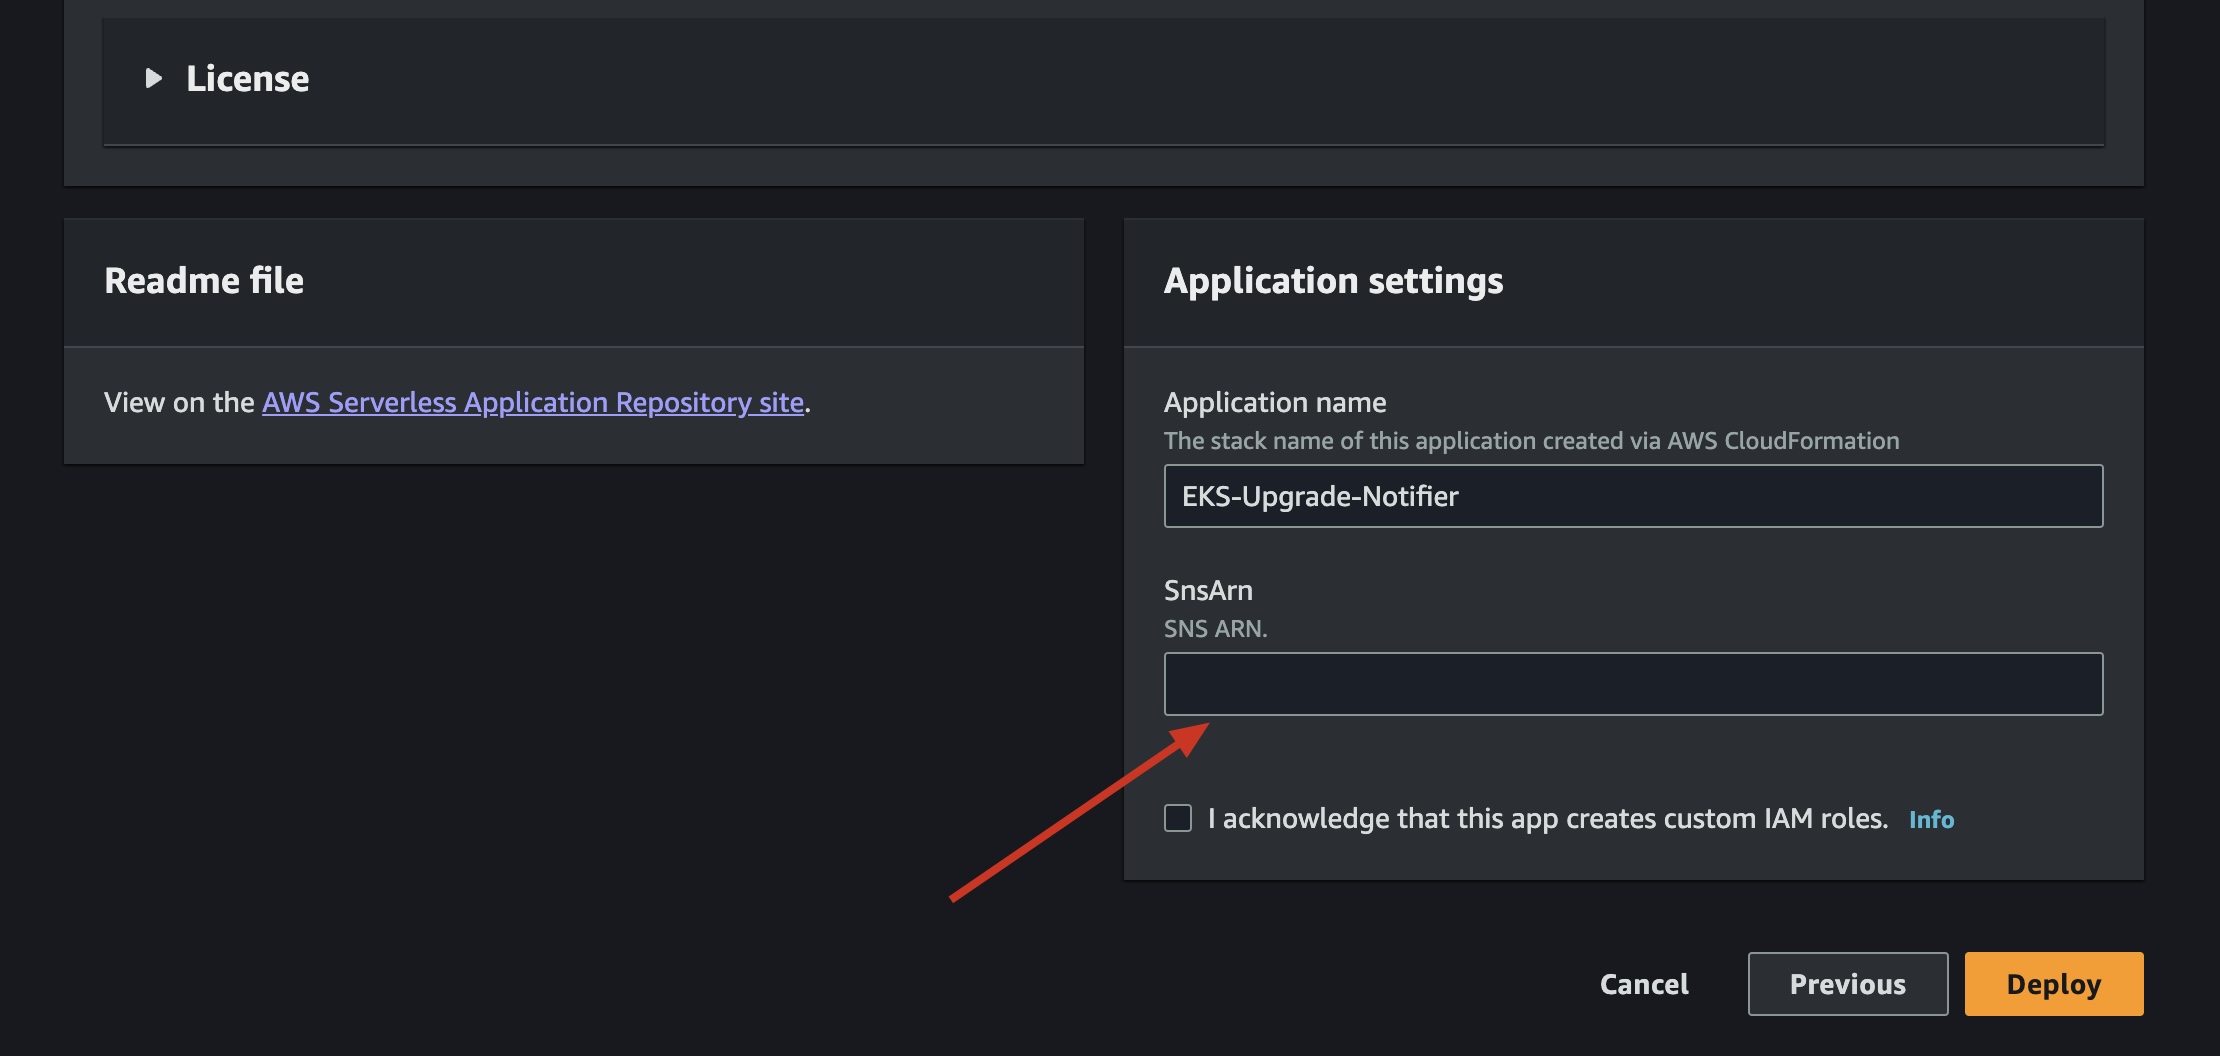 License
Readme file
View on the AWS Serverless Application Repository site.
Application settings
Application name
The stack name of this application created via AWS CloudFormation
EKS-Upgrade-Notifier
SnsArn
SNS ARN.
I acknowledge that this app creates custom IAM roles. Info
Cancel
Previous
Deploy